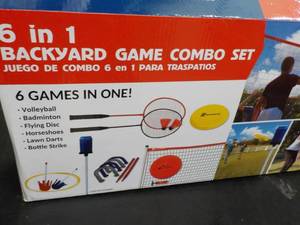 6 in 1
BACKYARD GAME COMBO SET
JUEGO DE COMBO 6 en 1 PARA TRASPATIOS
6 GAMES IN ONE!
• Volleyball
• Badminton
• Flying Disc
• Horseshoes
• Lawn Darts
• Bottle Strike